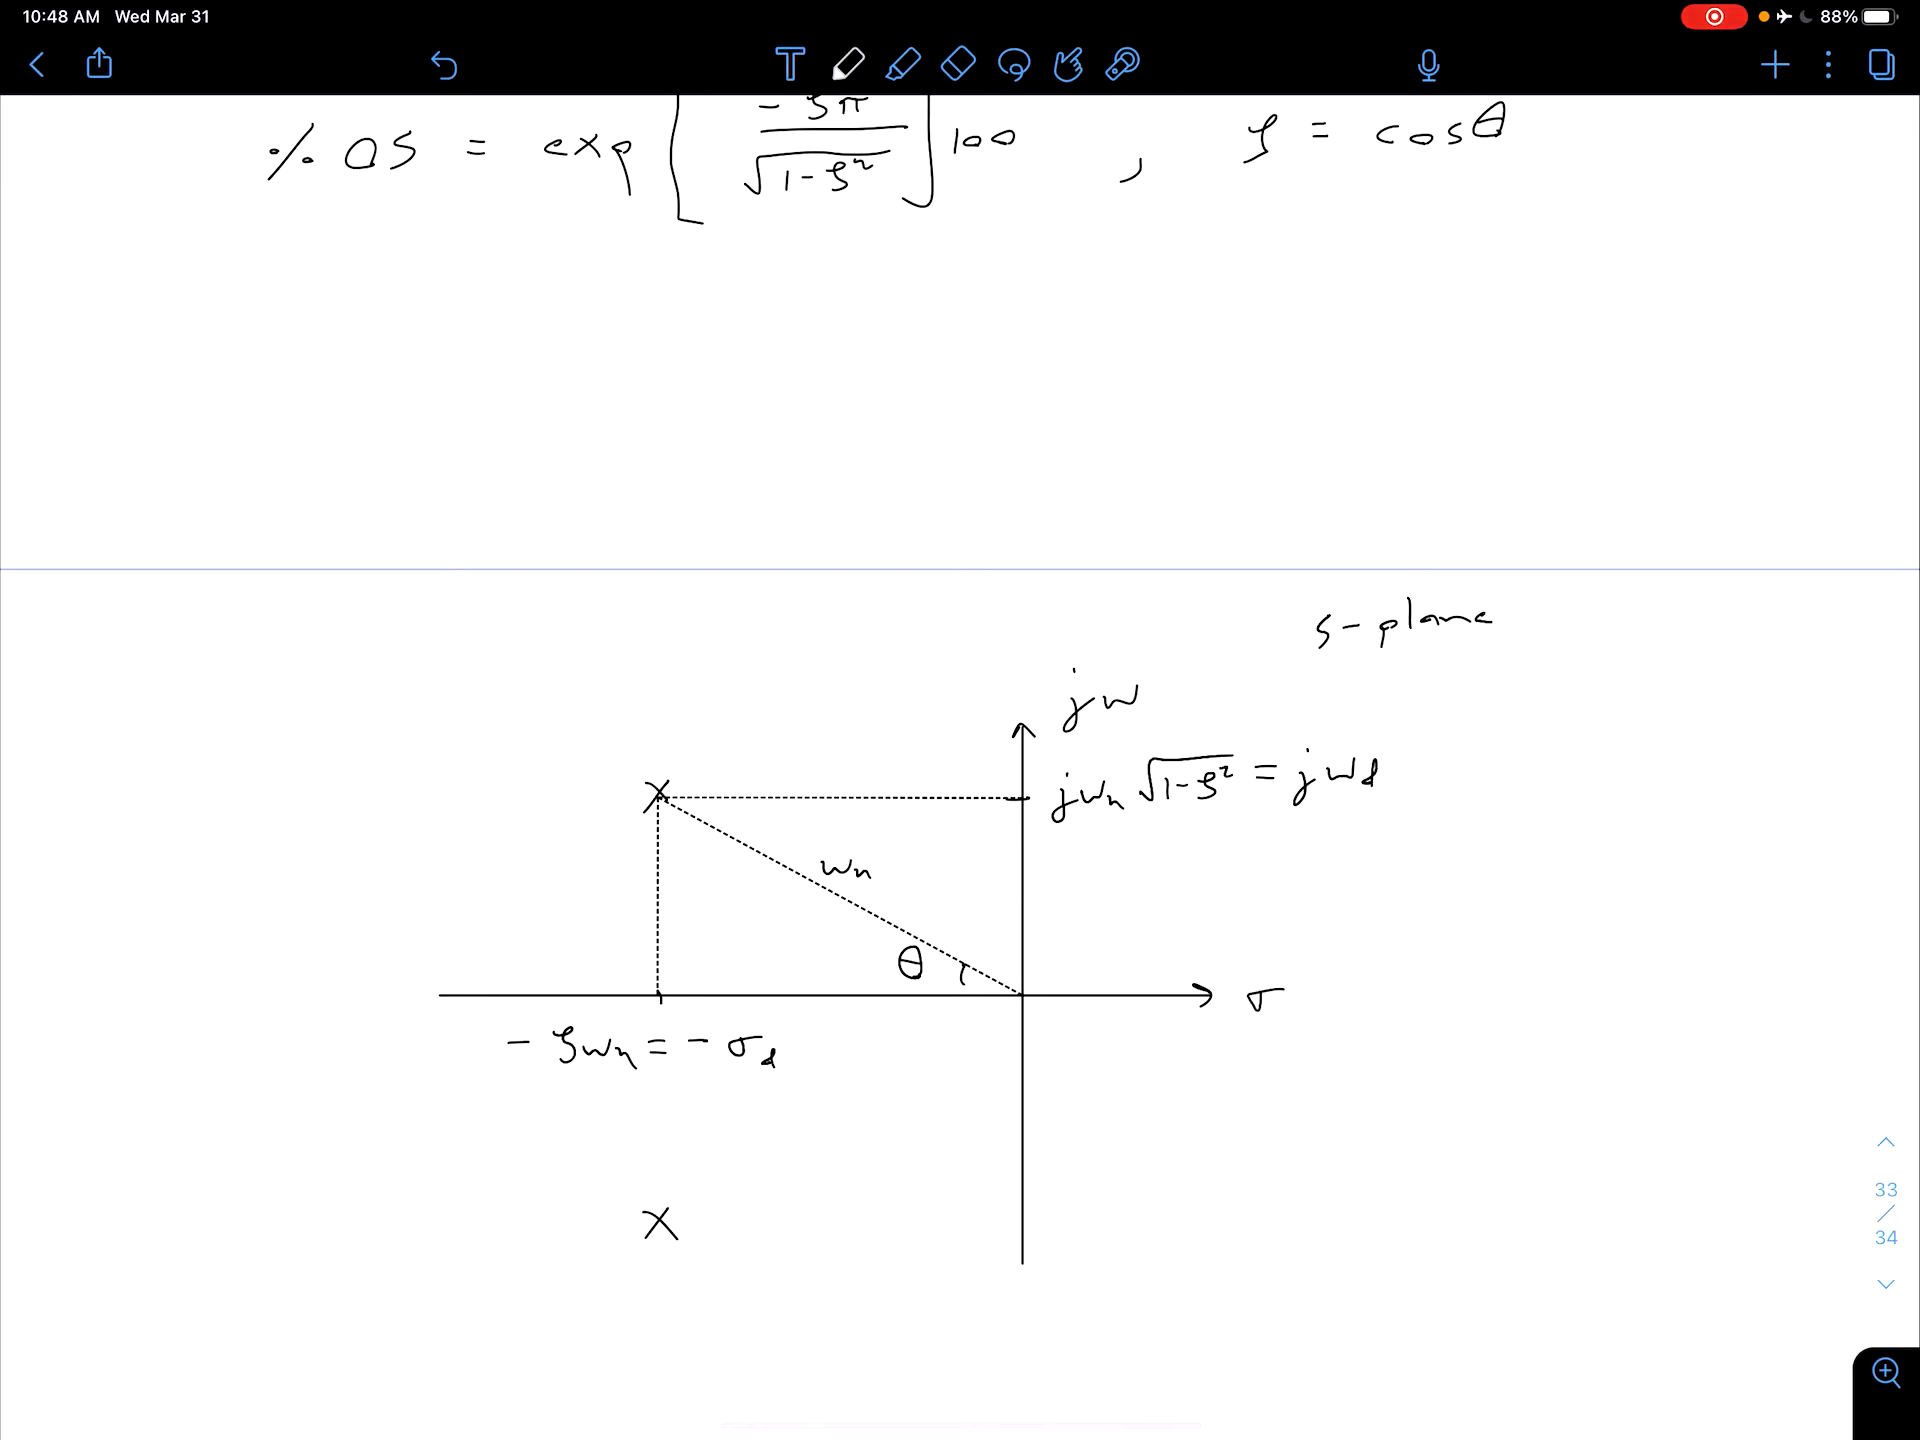 10:48 AM Wed Mar 31
88%
T
% OS = exp [ -ζπ / √1-ζ² ] 100 , ζ = cosθ
s-plane
jω
jωn √1-ζ² = jωd
ωn
θ
σ
- ζωn = - σd
33
/
34